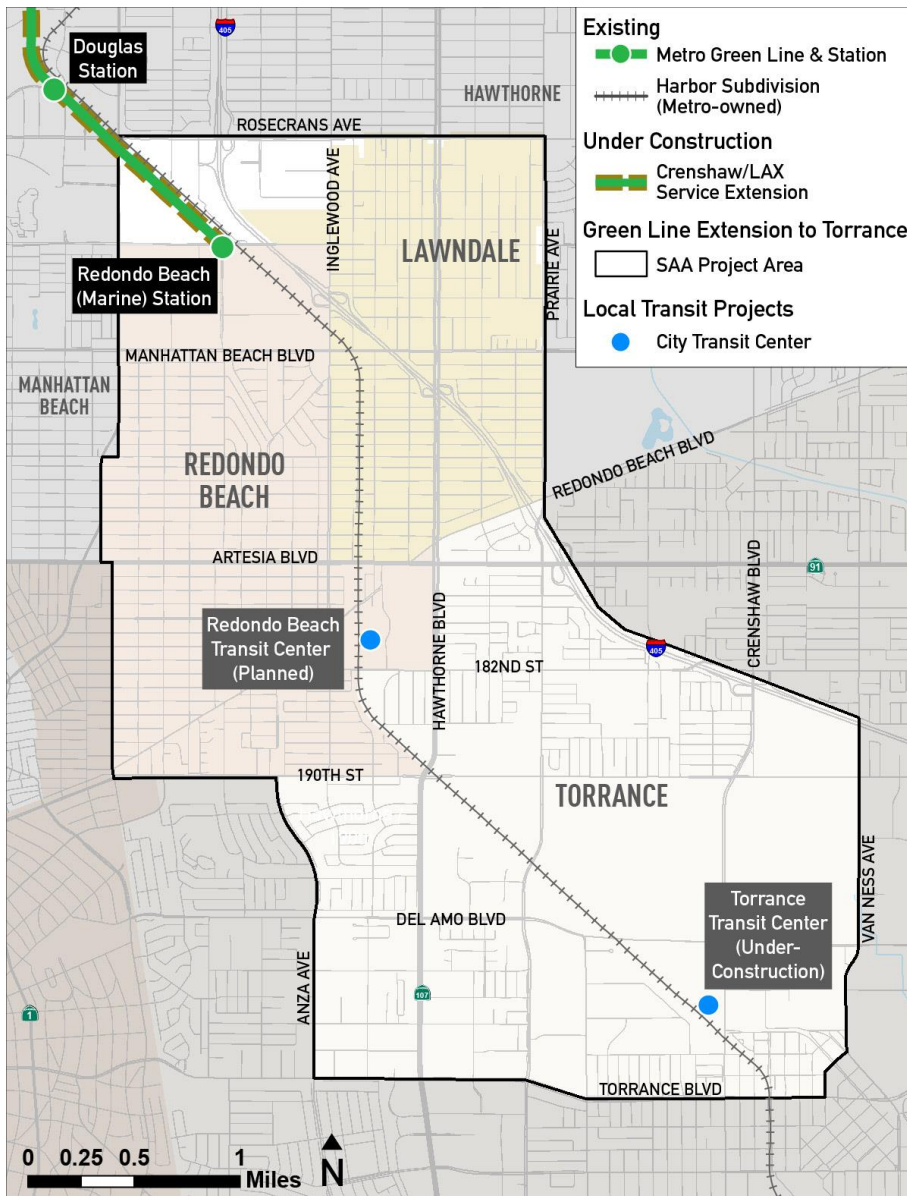 Douglas
Station
405
HAWTHORNE
ROSECRANS AVE
INGLEWOOD AVE
LAWNDALE
PRAIRIE AVE
Redondo Beach
(Marine) Station
MANHATTAN BEACH BLVD
MANHATTAN
BEACH
REDONDO
BEACH
REDONDO BEACH BLVD
ARTESIA BLVD
91
CRENSHAW BLVD
Redondo Beach
Transit Center
(Planned)
HAWTHORNE BLVD
182ND ST
405
190TH ST
TORRANCE
VAN NESS AVE
DEL AMO BLVD
Torrance
Transit Center
(Under-
Construction)
ANZA AVE
107
1
TORRANCE BLVD
Existing
Metro Green Line & Station
Harbor Subdivision
(Metro-owned)
Under Construction
Crenshaw/LAX
Service Extension
Green Line Extension to Torrance
SAA Project Area
Local Transit Projects
City Transit Center
0 0.25 0.5 1
Miles
N